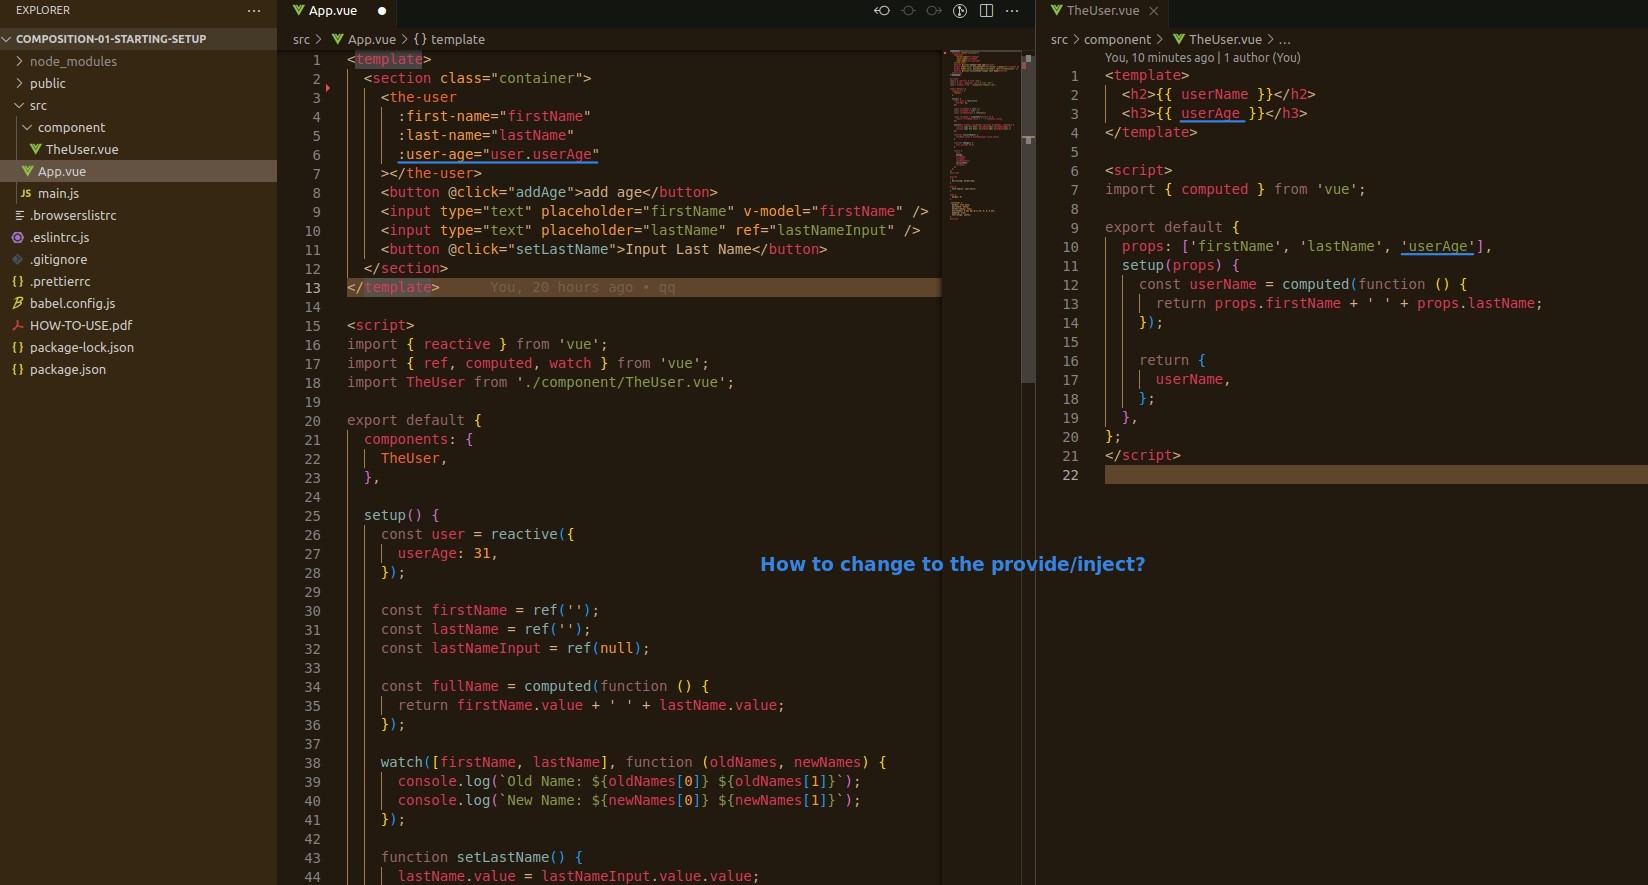 EXPLORER
COMPOSITION-01-STARTING-SETUP
node_modules
public
src
component
TheUser.vue
App.vue
main.js
.browserslistrc
.eslintrc.js
.gitignore
.prettierrc
babel.config.js
HOW-TO-USE.pdf
package-lock.json
package.json
App.vue
src > App.vue > {} template
1 <template>
2 <section class="container">
3 <the-user
4 :first-name="firstName"
5 :last-name="lastName"
6 :user-age="user.userAge"
7 ></the-user>
8 <button @click="addAge">add age</button>
9 <input type="text" placeholder="firstName" v-model="firstName" />
10 <input type="text" placeholder="lastName" ref="lastNameInput" />
11 <button @click="setLastName">Input Last Name</button>
12 </section>
13 </template> You, 20 hours ago • qq
14
15 <script>
16 import { reactive } from 'vue';
17 import { ref, computed, watch } from 'vue';
18 import TheUser from './component/TheUser.vue';
19
20 export default {
21 components: {
22 TheUser,
23 },
24
25 setup() {
26 const user = reactive({
27 userAge: 31,
28 });
29
30 const firstName = ref('');
31 const lastName = ref('');
32 const lastNameInput = ref(null);
33
34 const fullName = computed(function () {
35 return firstName.value + ' ' + lastName.value;
36 });
37
38 watch([firstName, lastName], function (oldNames, newNames) {
39 console.log(`Old Name: ${oldNames[0]} ${oldNames[1]}`);
40 console.log(`New Name: ${newNames[0]} ${newNames[1]}`);
41 });
42
43 function setLastName() {
44 lastName.value = lastNameInput.value.value;
How to change to the provide/inject?
TheUser.vue
src > component > TheUser.vue > ...
You, 10 minutes ago | 1 author (You)
1 <template>
2 <h2>{{ userName }}</h2>
3 <h3>{{ userAge }}</h3>
4 </template>
5
6 <script>
7 import { computed } from 'vue';
8
9 export default {
10 props: ['firstName', 'lastName', 'userAge'],
11 setup(props) {
12 const userName = computed(function () {
13 return props.firstName + ' ' + props.lastName;
14 });
15
16 return {
17 userName,
18 };
19 },
20 };
21 </script>
22